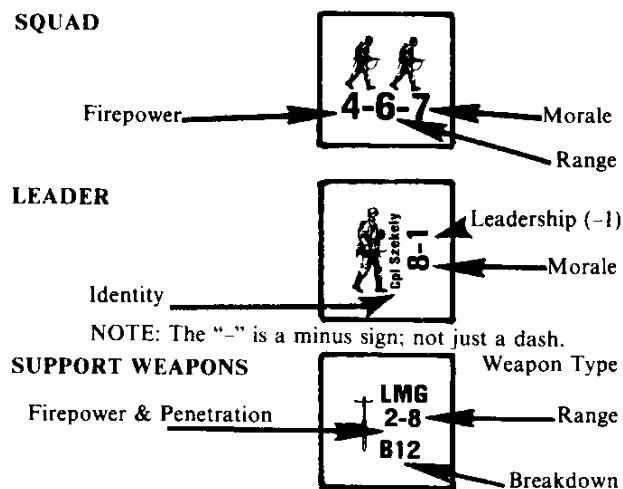 SQUAD
Firepower
4-6-7
Morale
Range
LEADER
Cpl Szekely
8-1
Leadership (-1)
Morale
Identity
NOTE: The “-” is a minus sign; not just a dash.
SUPPORT WEAPONS
Weapon Type
Firepower & Penetration
LMG
2-8
B12
Range
Breakdown